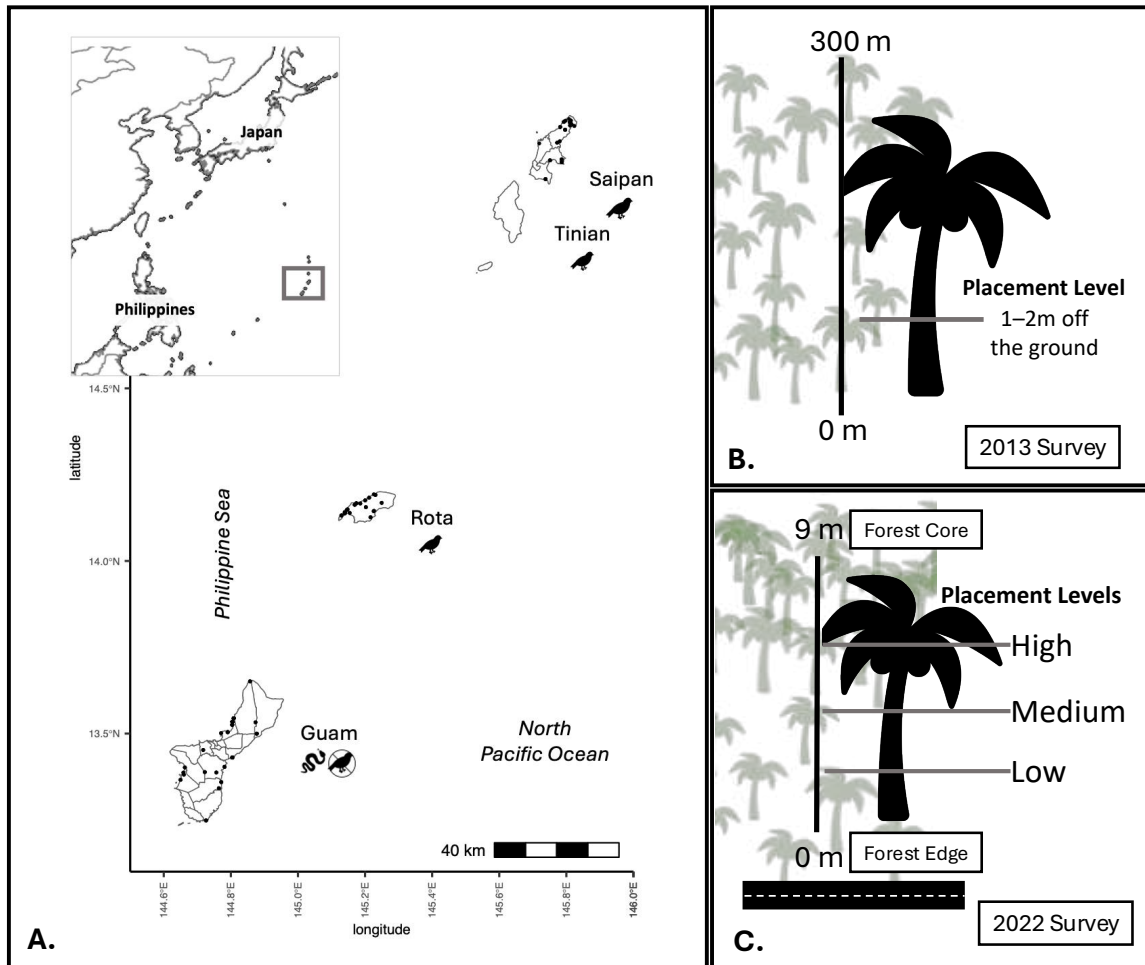 Japan
Philippines
Saipan
Tinian
14.5°N
latitude
Philippine Sea
Rota
14.0°N
Guam
North
Pacific Ocean
13.5°N
40 km
144.6°E
144.8°E
145.0°E
145.2°E
145.4°E
145.6°E
145.8°E
146.0°E
longitude
A.
300 m
Placement Level
1–2m off
the ground
0 m
2013 Survey
B.
9 m
Forest Core
Placement Levels
High
Medium
Low
0 m
Forest Edge
2022 Survey
C.